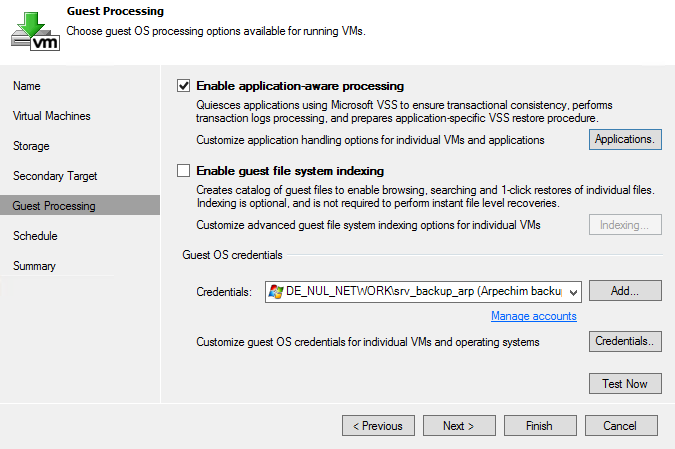 Guest Processing
Choose guest OS processing options available for running VMs.
vm
Name
Virtual Machines
Storage
Secondary Target
Guest Processing
Schedule
Summary
Enable application-aware processing
Quiesces applications using Microsoft VSS to ensure transactional consistency, performs
transaction logs processing, and prepares application-specific VSS restore procedure.
Customize application handling options for individual VMs and applications
Applications.
Enable guest file system indexing
Creates catalog of guest files to enable browsing, searching and 1-click restores of individual files.
Indexing is optional, and is not required to perform instant file level recoveries.
Customize advanced guest file system indexing options for individual VMs
Indexing...
Guest OS credentials
Credentials:
DE_NUL_NETWORK\srv_backup_arp (Arpechim backup
Add...
Manage accounts
Customize guest OS credentials for individual VMs and operating systems
Credentials..
Test Now
< Previous
Next >
Finish
Cancel